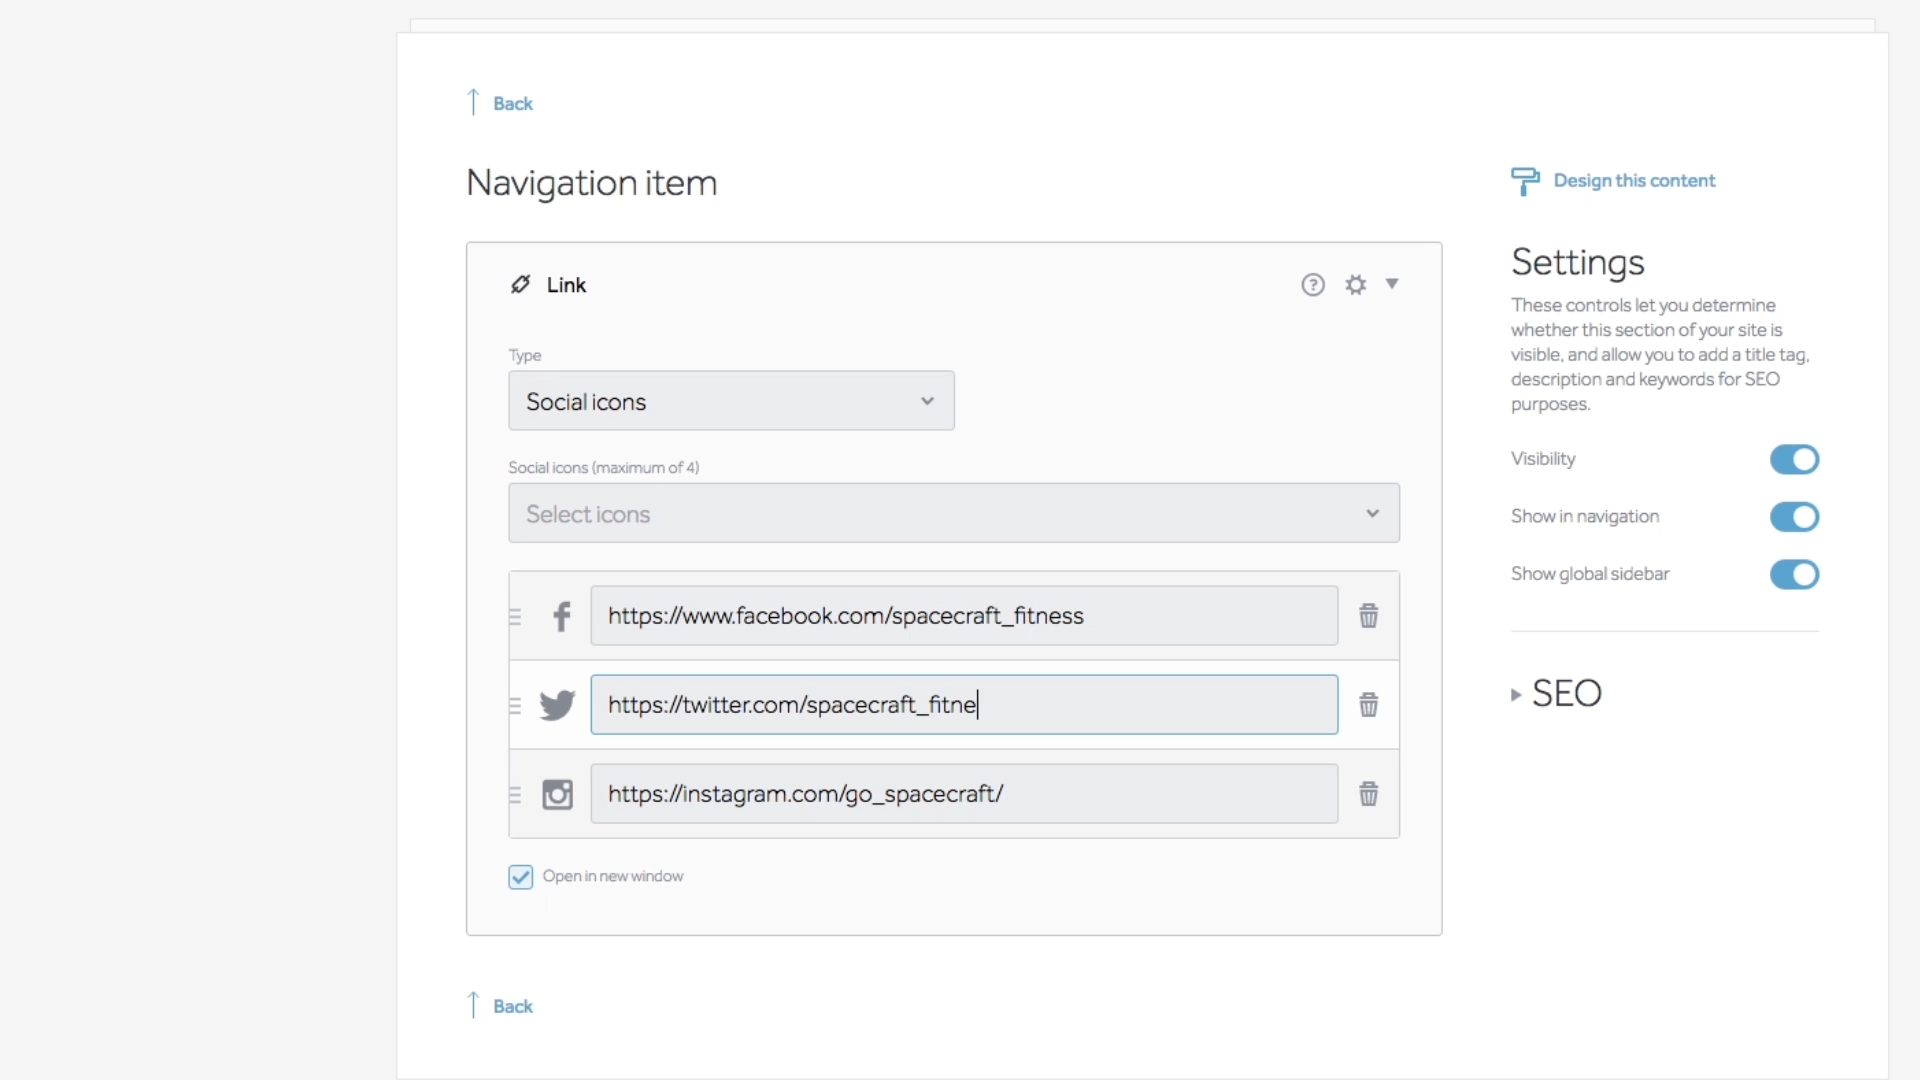 Back
Navigation item
Link
?
Type
Social icons
Social icons (maximum of 4)
Select icons
https://www.facebook.com/spacecraft_fitness
https://twitter.com/spacecraft_fitne
https://instagram.com/go_spacecraft/
Open in new window
Back
Design this content
Settings
These controls let you determine
whether this section of your site is
visible, and allow you to add a title tag,
description and keywords for SEO
purposes.
Visibility
Show in navigation
Show global sidebar
SEO